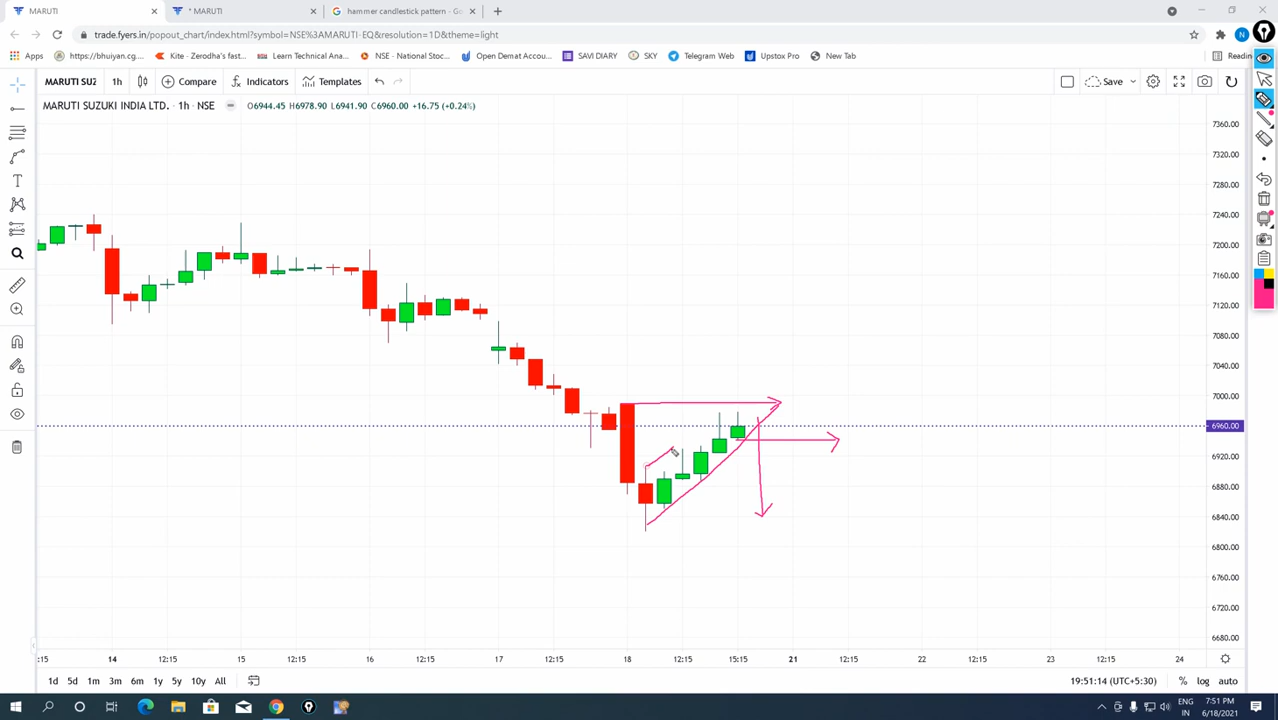 MARUTI
* MARUTI
hammer candlestick pattern - Go
trade.fyers.in/popout_chart/index.html?symbol=NSE%3AMARUTI-EQ&resolution=1D&theme=light
Apps
https://bhuiyan.cg....
Kite - Zerodha's fast...
Learn Technical Ana...
NSE - National Stoc...
Open Demat Accou...
SAVI DIARY
SKY
Telegram Web
Upstox Pro
New Tab
Readin
MARUTI SUZ
1h
Compare
Indicators
Templates
Save
MARUTI SUZUKI INDIA LTD. · 1h · NSE
O6944.45 H6978.90 L6941.90 C6960.00 +16.75 (+0.24%)
7360.00
7320.00
7280.00
7240.00
7200.00
7160.00
7120.00
7080.00
7040.00
7000.00
6960.00
6920.00
6880.00
6840.00
6800.00
6760.00
6720.00
6680.00
:15 14 12:15 15 12:15 16 12:15 17 12:15 18 12:15 15:15 21 12:15 22 12:15 23 12:15 24
1d 5d 1m 3m 6m 1y 5y 10y All
19:51:14 (UTC+5:30)
% log auto
ENG
IN
7:51 PM
6/18/2021